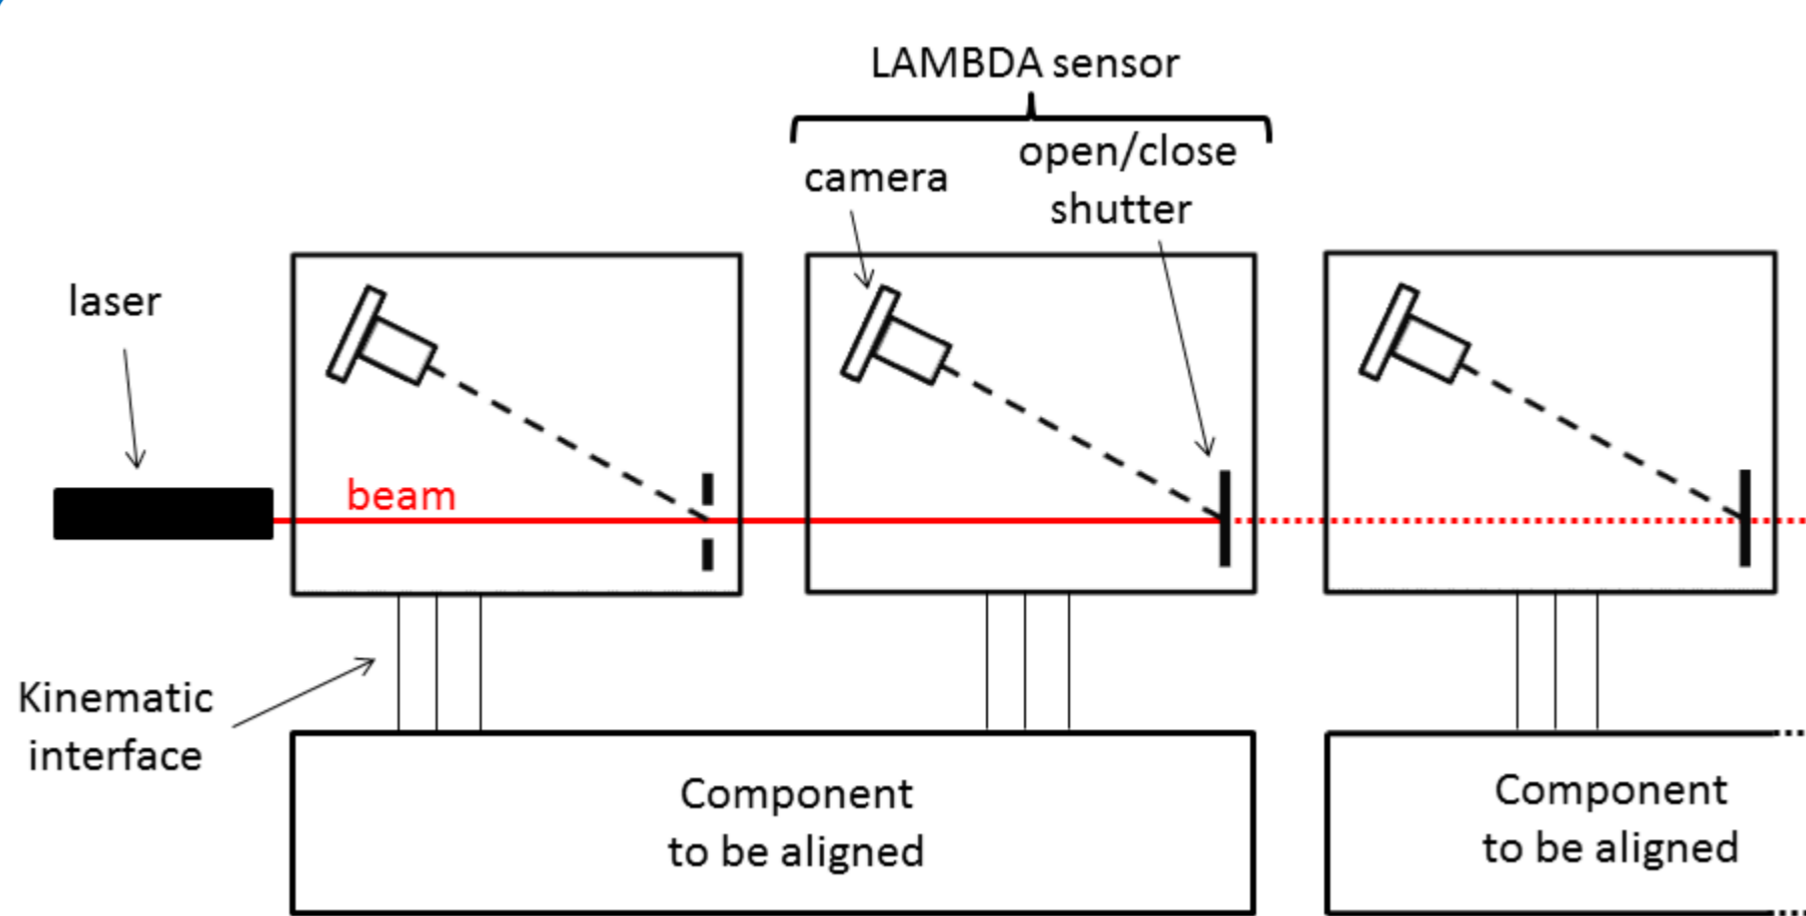 LAMBDA sensor
open/close
shutter
camera
laser
beam
Kinematic
interface
Component
to be aligned
Component
to be aligned